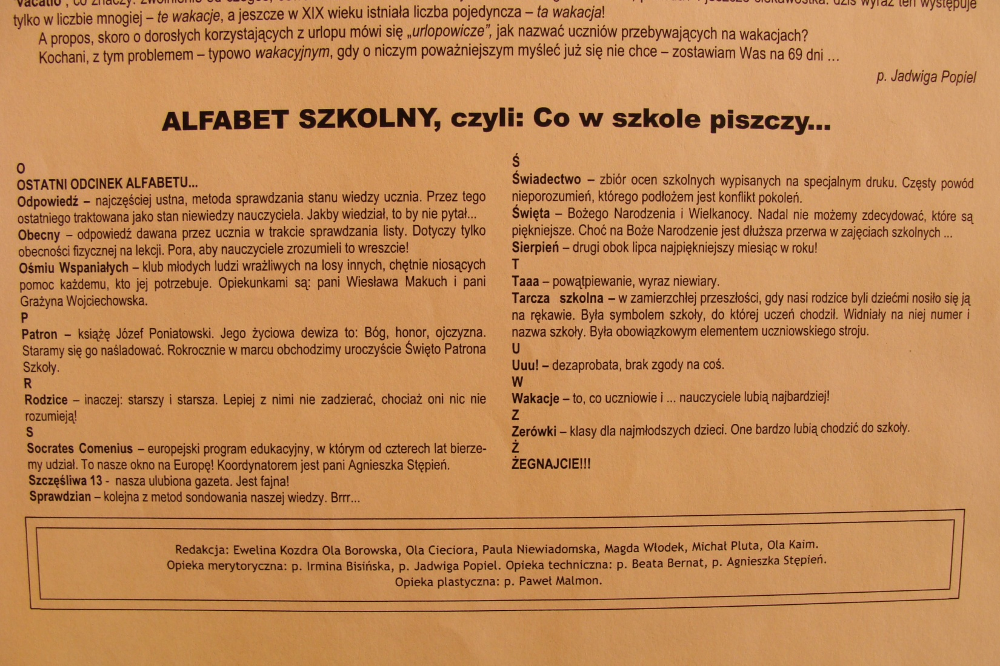 tylko w liczbie mnogiej – te wakacje, a jeszcze w XIX wieku istniała liczba pojedyncza – ta wakacja!
A propos, skoro o dorosłych korzystających z urlopu mówi się „urlopowicze”, jak nazwać uczniów przebywających na wakacjach?
Kochani, z tym problemem – typowo wakacyjnym, gdy o niczym poważniejszym myśleć już się nie chce – zostawiam Was na 69 dni ...
p. Jadwiga Popiel
ALFABET SZKOLNY, czyli: Co w szkole piszczy...
O
OSTATNI ODCINEK ALFABETU...
Odpowiedź – najczęściej ustna, metoda sprawdzania stanu wiedzy ucznia. Przez tego
ostatniego traktowana jako stan niewiedzy nauczyciela. Jakby wiedział, to by nie pytał...
Obecny – odpowiedź dawana przez ucznia w trakcie sprawdzania listy. Dotyczy tylko
obecności fizycznej na lekcji. Pora, aby nauczyciele zrozumieli to wreszcie!
Ośmiu Wspaniałych – klub młodych ludzi wrażliwych na losy innych, chętnie niosących
pomoc każdemu, kto jej potrzebuje. Opiekunkami są: pani Wiesława Makuch i pani
Grażyna Wojciechowska.
P
Patron – książę Józef Poniatowski. Jego życiowa dewiza to: Bóg, honor, ojczyzna.
Staramy się go naśladować. Rokrocznie w marcu obchodzimy uroczyście Święto Patrona
Szkoły.
R
Rodzice – inaczej: starszy i starsza. Lepiej z nimi nie zadzierać, chociaż oni nic nie
rozumieją!
S
Socrates Comenius – europejski program edukacyjny, w którym od czterech lat bierze-
my udział. To nasze okno na Europę! Koordynatorem jest pani Agnieszka Stępień.
Szczęśliwa 13 - nasza ulubiona gazeta. Jest fajna!
Sprawdzian – kolejna z metod sondowania naszej wiedzy. Brrr...
Ś
Świadectwo – zbiór ocen szkolnych wypisanych na specjalnym druku. Częsty powód
nieporozumień, którego podłożem jest konflikt pokoleń.
Święta – Bożego Narodzenia i Wielkanocy. Nadal nie możemy zdecydować, które są
piękniejsze. Choć na Boże Narodzenie jest dłuższa przerwa w zajęciach szkolnych ...
Sierpień – drugi obok lipca najpiękniejszy miesiąc w roku!
T
Taaa – powątpiewanie, wyraz niewiary.
Tarcza szkolna – w zamierzchłej przeszłości, gdy nasi rodzice byli dziećmi nosiło się ją
na rękawie. Była symbolem szkoły, do której uczeń chodził. Widniały na niej numer i
nazwa szkoły. Była obowiązkowym elementem uczniowskiego stroju.
U
Uuu! – dezaprobata, brak zgody na coś.
W
Wakacje – to, co uczniowie i ... nauczyciele lubią najbardziej!
Z
Zerówki – klasy dla najmłodszych dzieci. One bardzo lubią chodzić do szkoły.
Ż
ŻEGNAJCIE!!!
Redakcja: Ewelina Kozdra Ola Borowska, Ola Cieciora, Paula Niewiadomska, Magda Włodek, Michał Pluta, Ola Kaim.
Opieka merytoryczna: p. Irmina Bisińska, p. Jadwiga Popiel. Opieka techniczna: p. Beata Bernat, p. Agnieszka Stępień.
Opieka plastyczna: p. Paweł Malmon.